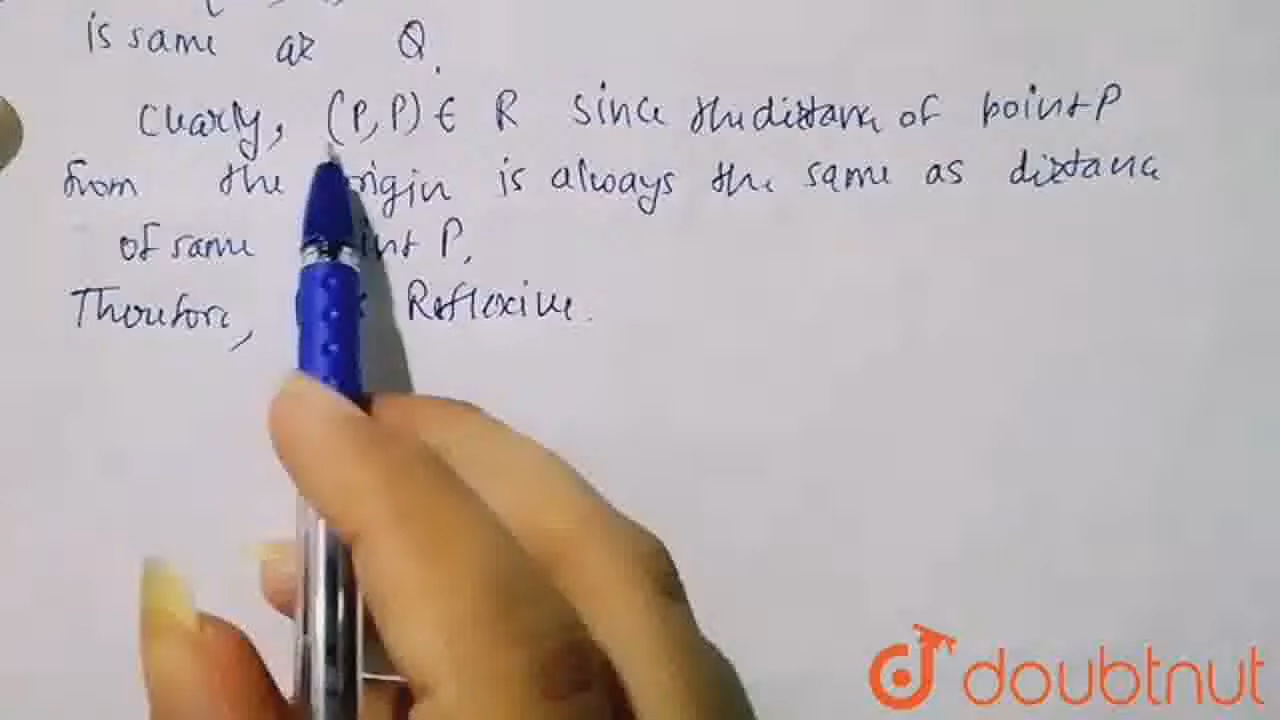 is same as Q.
Clearly, (P, P) ∈ R Since the distance of point P
from the origin is always the same as distance
of same point P.
Therefore, Reflexive.
doubtnut